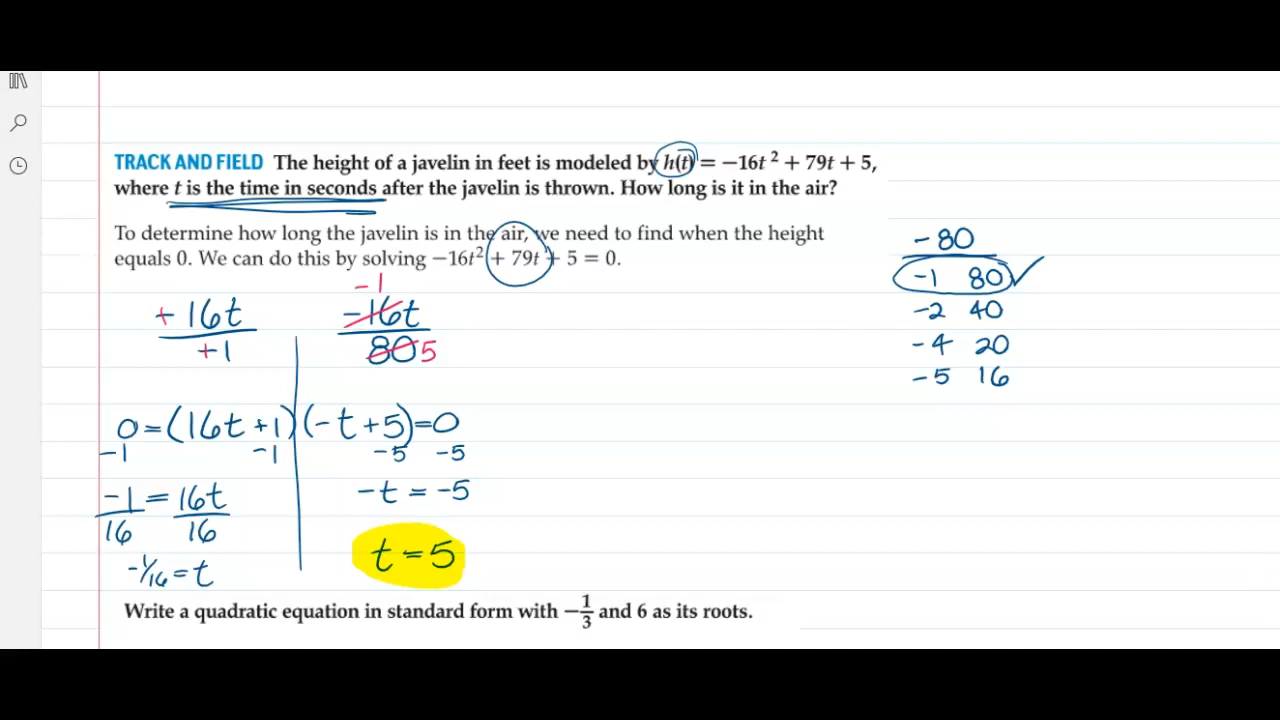 TRACK AND FIELD The height of a javelin in feet is modeled by h(t) = −16t² + 79t + 5,
where t is the time in seconds after the javelin is thrown. How long is it in the air?
To determine how long the javelin is in the air, we need to find when the height
equals 0. We can do this by solving −16t² + 79t + 5 = 0.
-80
-1 80 ✓
-2 40
-4 20
-5 16
-1
+16t -16t
+1 80 5
0=(16t+1)(-t+5)=0
-1 -1 -5 -5
-1 = 16t -t = -5
16 16
-1/16 = t t = 5
Write a quadratic equation in standard form with −1/3 and 6 as its roots.